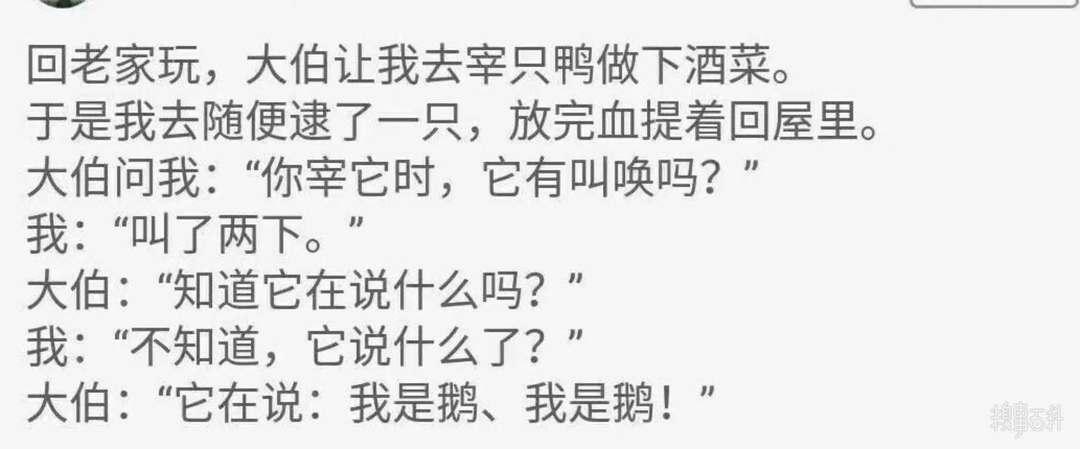 回老家玩，大伯让我去宰只鸭做下酒菜。
于是我去随便逮了一只，放完血提着回屋里。
大伯问我：“你宰它时，它有叫唤吗？”
我：“叫了两下。”
大伯：“知道它在说什么吗？”
我：“不知道，它说什么了？”
大伯：“它在说：我是鹅、我是鹅！”
糗事百科